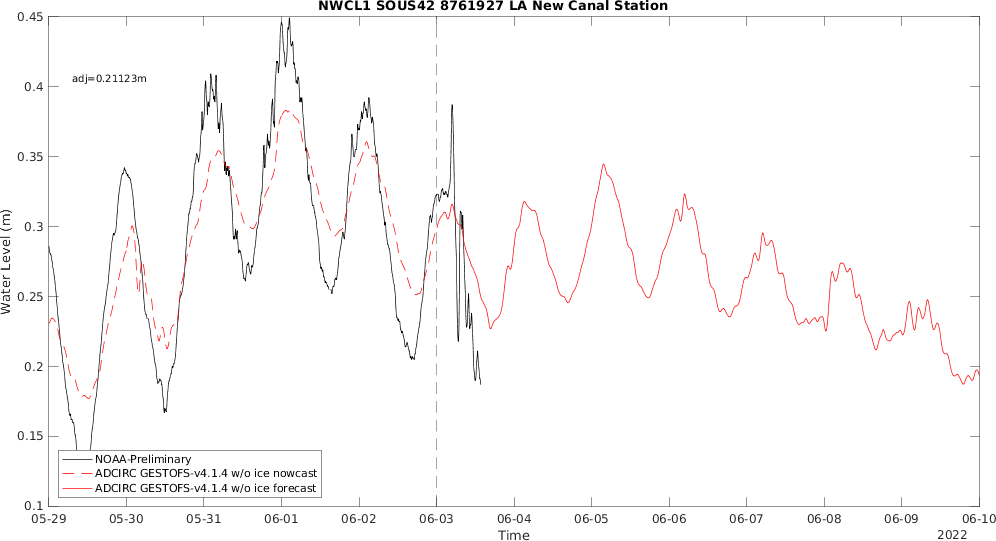 NWCL1 SOUS42 8761927 LA New Canal Station
0.45
0.4
0.35
0.3
0.25
0.2
0.15
0.1
Water Level (m)
adj=0.21123m
NOAA-Preliminary
ADCIRC GESTOFS-v4.1.4 w/o ice nowcast
ADCIRC GESTOFS-v4.1.4 w/o ice forecast
05-29 05-30 05-31 06-01 06-02 06-03 06-04 06-05 06-06 06-07 06-08 06-09 06-10
Time
2022